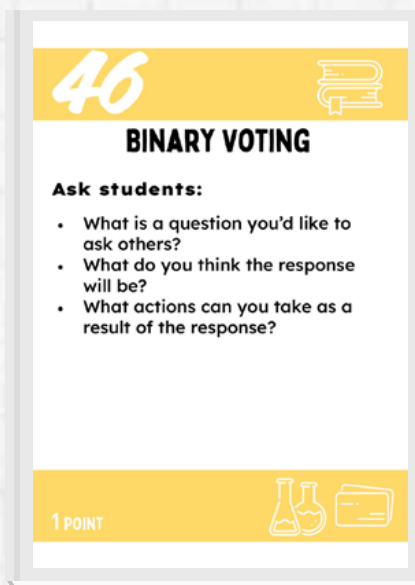 46
BINARY VOTING
Ask students:
• What is a question you'd like to
ask others?
• What do you think the response
will be?
• What actions can you take as a
result of the response?
1 POINT